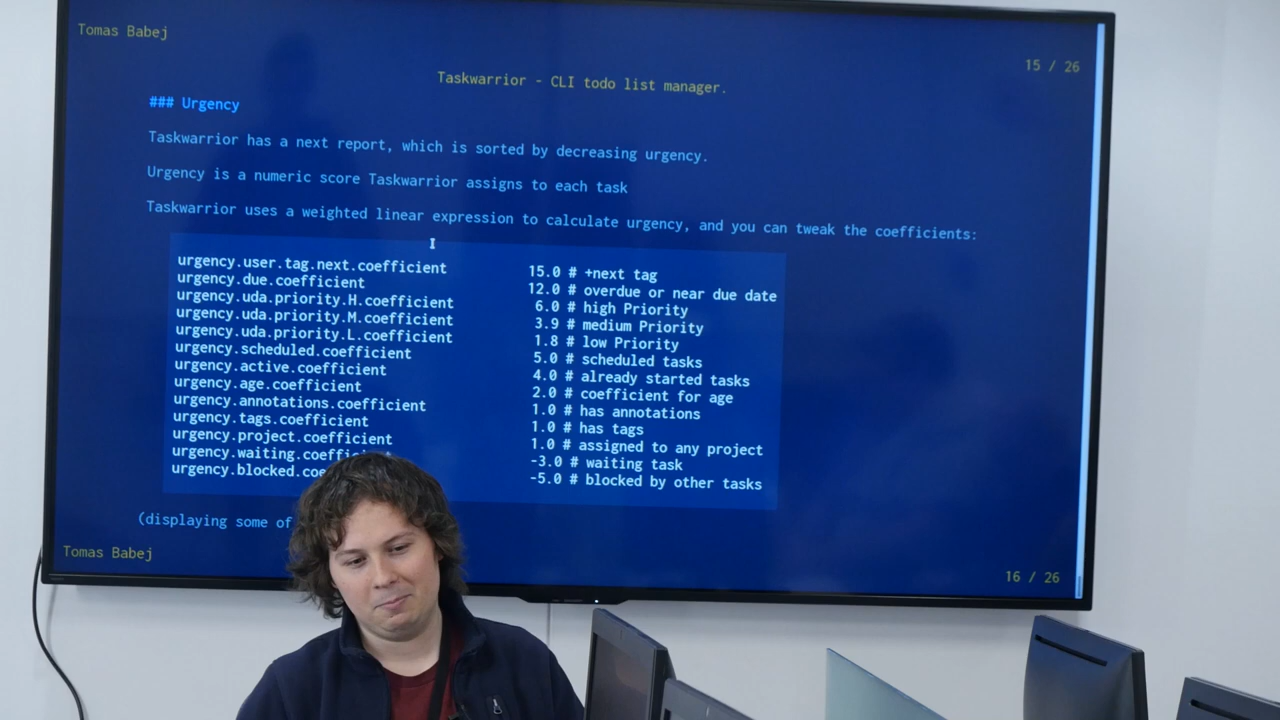 Tomas Babej
15 / 26
Taskwarrior - CLI todo list manager.
### Urgency
Taskwarrior has a next report, which is sorted by decreasing urgency.
Urgency is a numeric score Taskwarrior assigns to each task
Taskwarrior uses a weighted linear expression to calculate urgency, and you can tweak the coefficients:
urgency.user.tag.next.coefficient 15.0 # +next tag
urgency.due.coefficient 12.0 # overdue or near due date
urgency.uda.priority.H.coefficient 6.0 # high Priority
urgency.uda.priority.M.coefficient 3.9 # medium Priority
urgency.uda.priority.L.coefficient 1.8 # low Priority
urgency.scheduled.coefficient 5.0 # scheduled tasks
urgency.active.coefficient 4.0 # already started tasks
urgency.age.coefficient 2.0 # coefficient for age
urgency.annotations.coefficient 1.0 # has annotations
urgency.tags.coefficient 1.0 # has tags
urgency.project.coefficient 1.0 # assigned to any project
urgency.waiting.coeffic -3.0 # waiting task
urgency.blocked.coe -5.0 # blocked by other tasks
(displaying some of
Tomas Babej
16 / 26